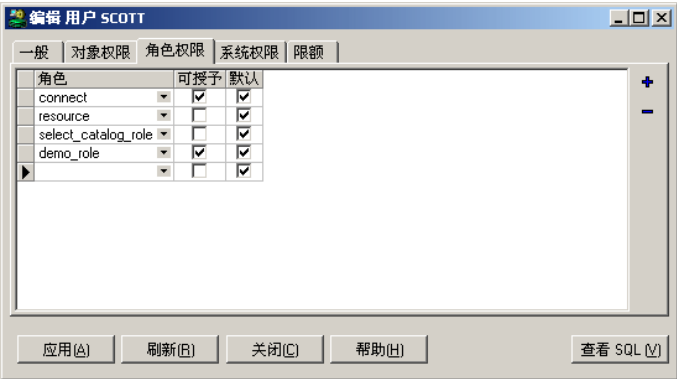 编辑 用户 SCOTT
一般 对象权限 角色权限 系统权限 限额
角色 可授予 默认
connect
resource
select_catalog_role
demo_role
应用(A) 刷新(R) 关闭(C) 帮助(H) 查看 SQL (V)